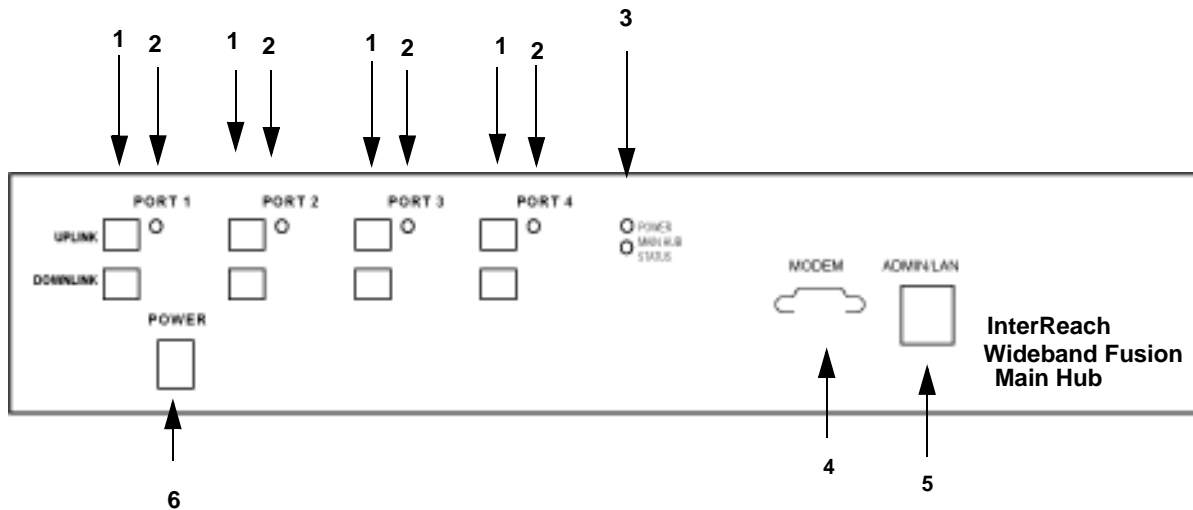 3
1 2 1 2 1 2 1 2
PORT 1 PORT 2 PORT 3 PORT 4
UPLINK
POWER
MAIN HUB
STATUS
DOWNLINK
MODEM ADMIN/LAN
POWER
InterReach
Wideband Fusion
Main Hub
4
5
6